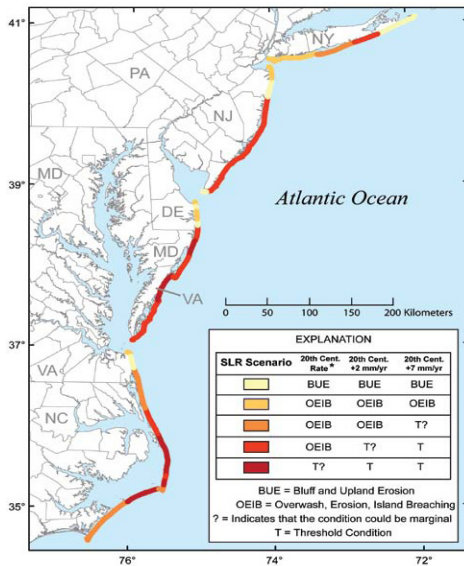 41°
NY
PA
NJ
MD
39°
DE
Atlantic Ocean
MD
VA
0 50 100 150 200 Kilometers
37°
VA
NC
35°
76° 74° 72°
EXPLANATION
SLR Scenario 20th Cent. Rate* 20th Cent. +2 mm/yr 20th Cent. +7 mm/yr
BUE BUE BUE
OEIB OEIB OEIB
OEIB OEIB T?
OEIB T? T
T? T T
BUE = Bluff and Upland Erosion
OEIB = Overwash, Erosion, Island Breaching
? = Indicates that the condition could be marginal
T = Threshold Condition